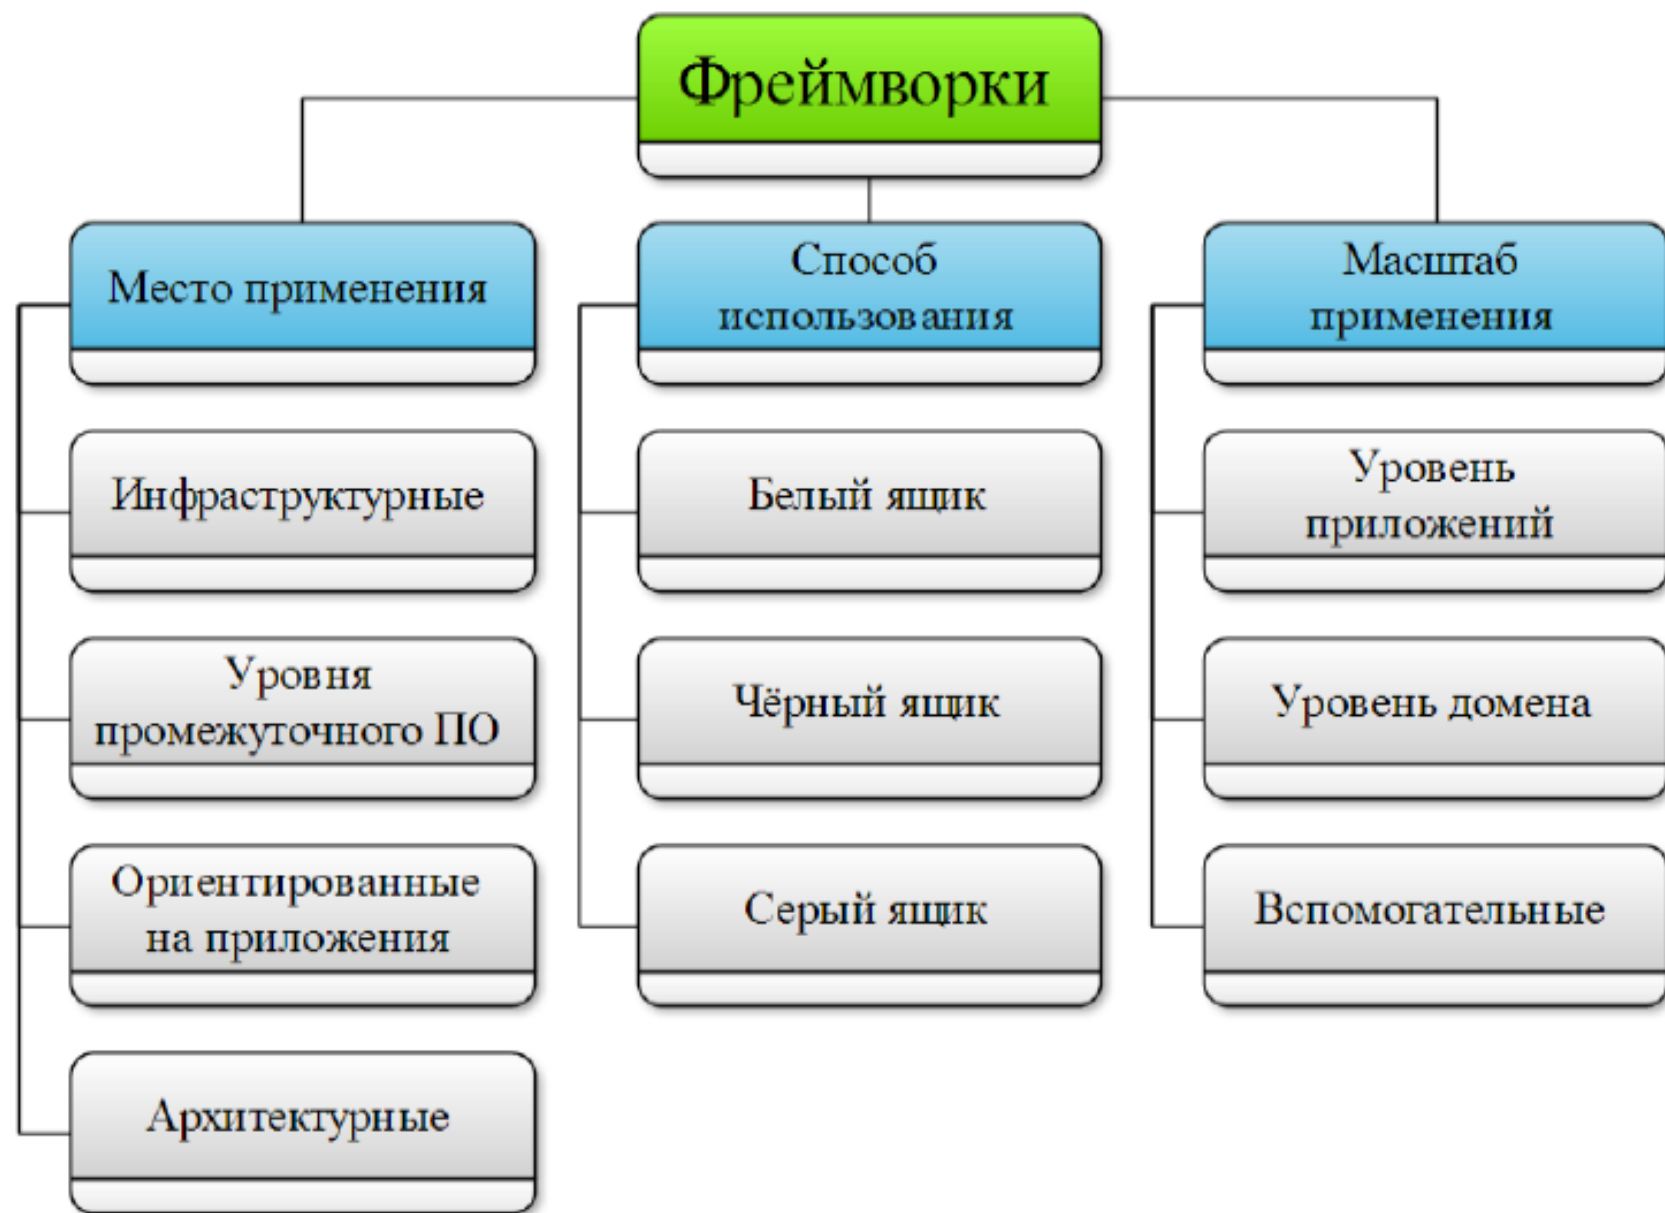 Фреймворки
Место применения
Инфраструктурные
Уровня
промежуточного ПО
Ориентированные
на приложения
Архитектурные
Способ
использования
Белый ящик
Чёрный ящик
Серый ящик
Масштаб
применения
Уровень
приложений
Уровень домена
Вспомогательные